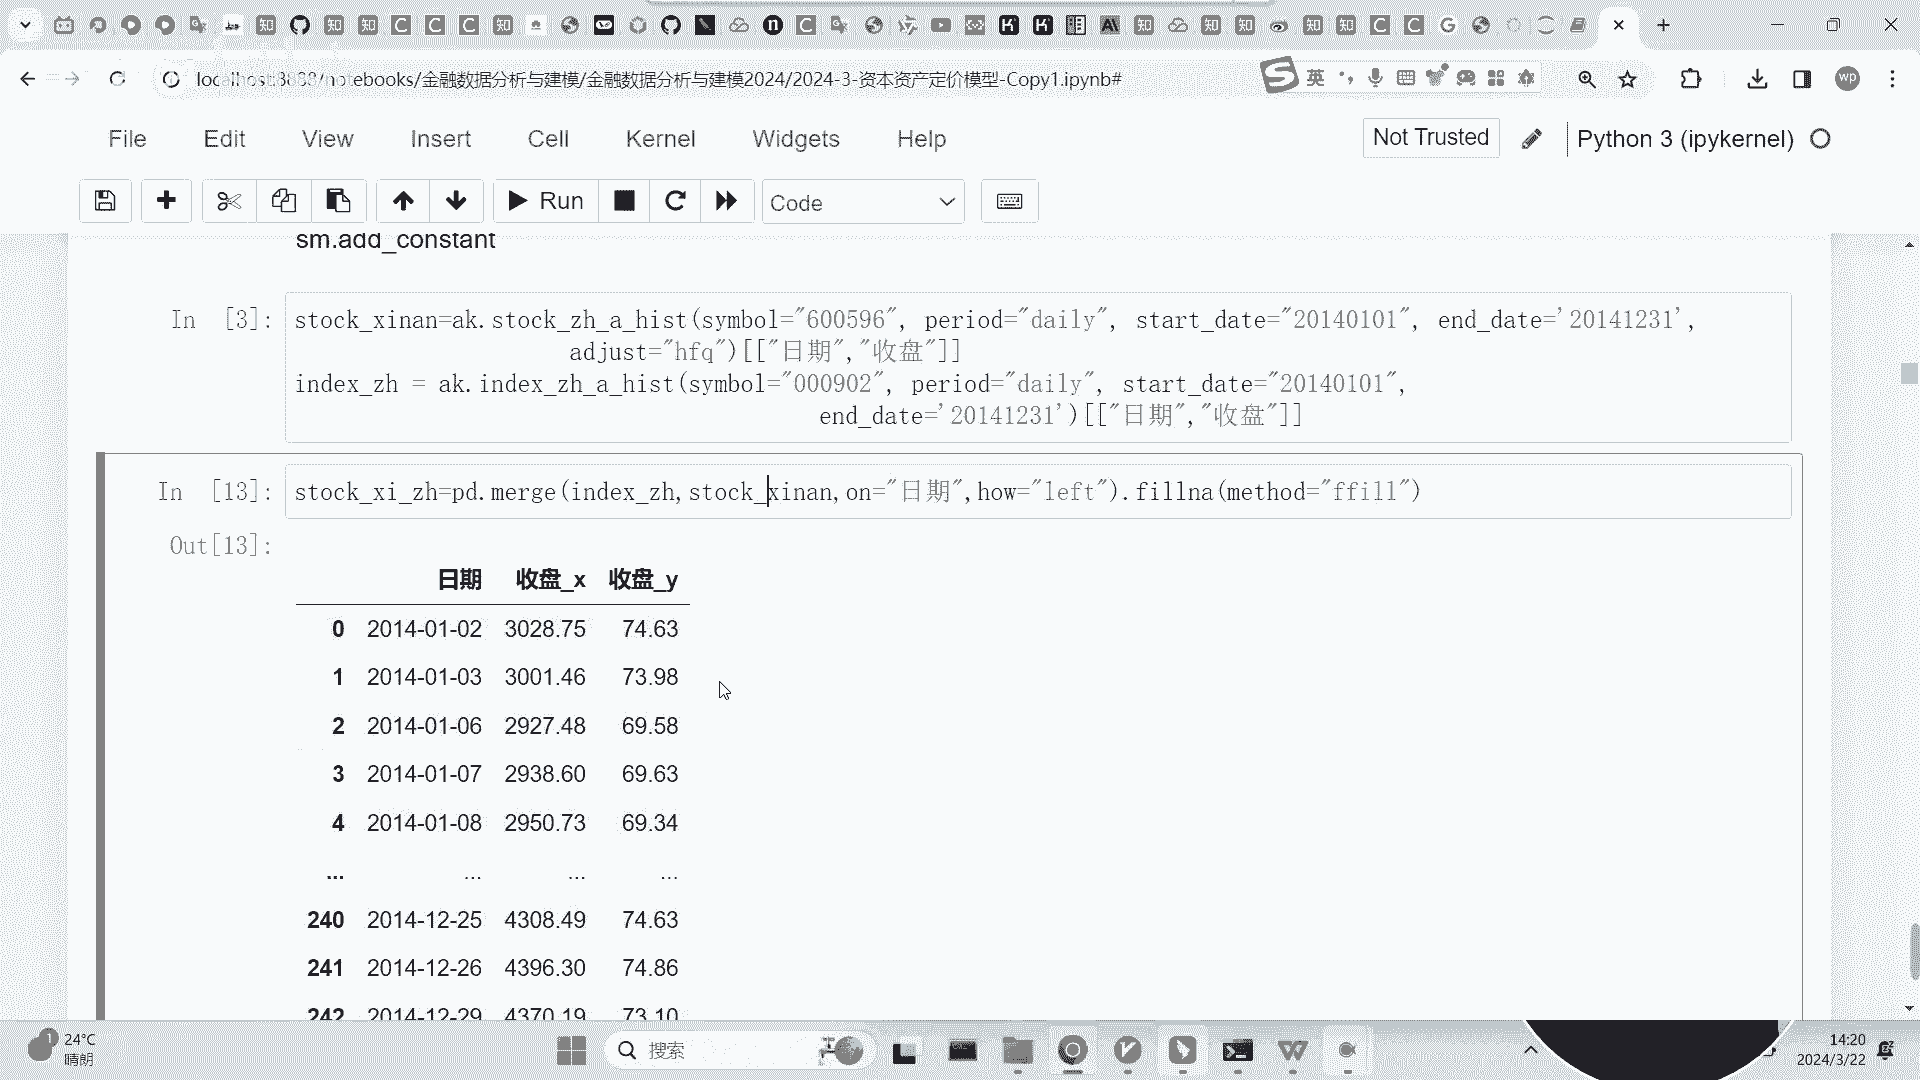 localhost:8888/notebooks/金融数据分析与建模/金融数据分析与建模2024/2024-3-资本资产定价模型-Copy1.ipynb#
英
wp
File Edit View Insert Cell Kernel Widgets Help
Not Trusted
Python 3 (ipykernel)
Run
Code
sm.add_constant
In [3]:
stock_xinan=ak.stock_zh_a_hist(symbol="600596", period="daily", start_date="20140101", end_date='20141231',
adjust="hfq")[["日期","收盘"]]
index_zh = ak.index_zh_a_hist(symbol="000902", period="daily", start_date="20140101",
end_date='20141231')[["日期","收盘"]]
In [13]:
stock_xi_zh=pd.merge(index_zh,stock_xinan,on="日期",how="left").fillna(method="ffill")
Out[13]:
日期 收盘_x 收盘_y
0 2014-01-02 3028.75 74.63
1 2014-01-03 3001.46 73.98
2 2014-01-06 2927.48 69.58
3 2014-01-07 2938.60 69.63
4 2014-01-08 2950.73 69.34
... ... ... ...
240 2014-12-25 4308.49 74.63
241 2014-12-26 4396.30 74.86
242 2014-12-29 4370.19 73.10
1
24°C
晴朗
搜索
14:20
2024/3/22